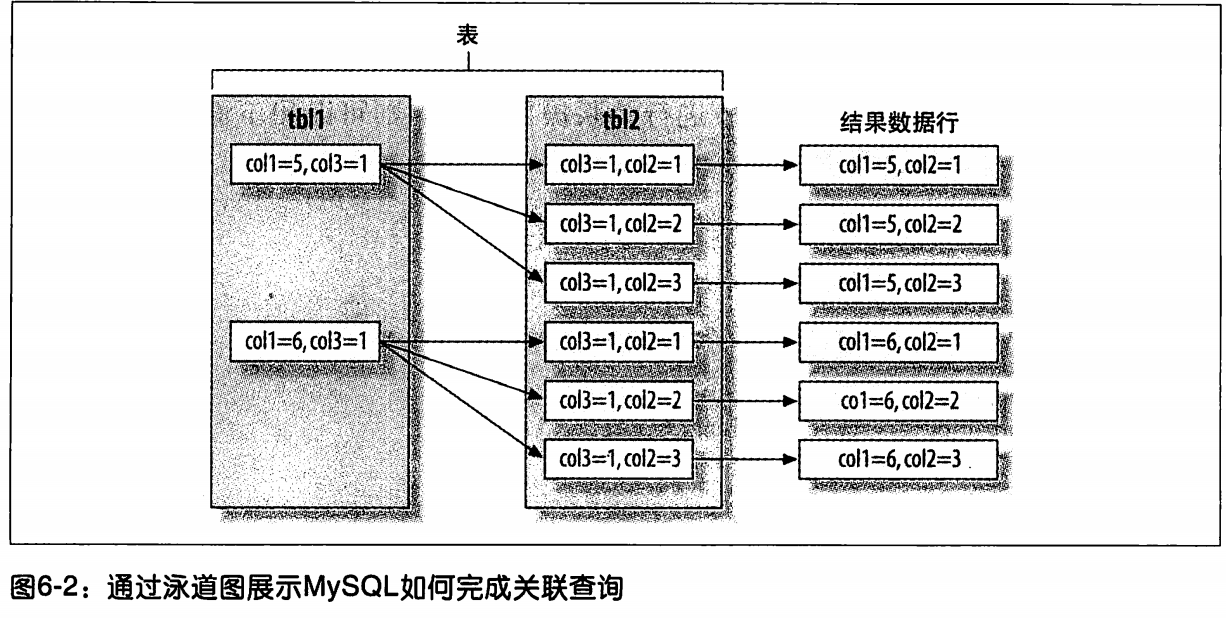 表
tbl1
tbl2
结果数据行
col1=5, col3=1
col3=1, col2=1
col1=5, col2=1
col3=1, col2=2
col1=5, col2=2
col3=1, col2=3
col1=5, col2=3
col1=6, col3=1
col3=1, col2=1
col1=6, col2=1
col3=1, col2=2
co1=6, col2=2
col3=1, col2=3
col1=6, col2=3
图6-2：通过泳道图展示MySQL如何完成关联查询